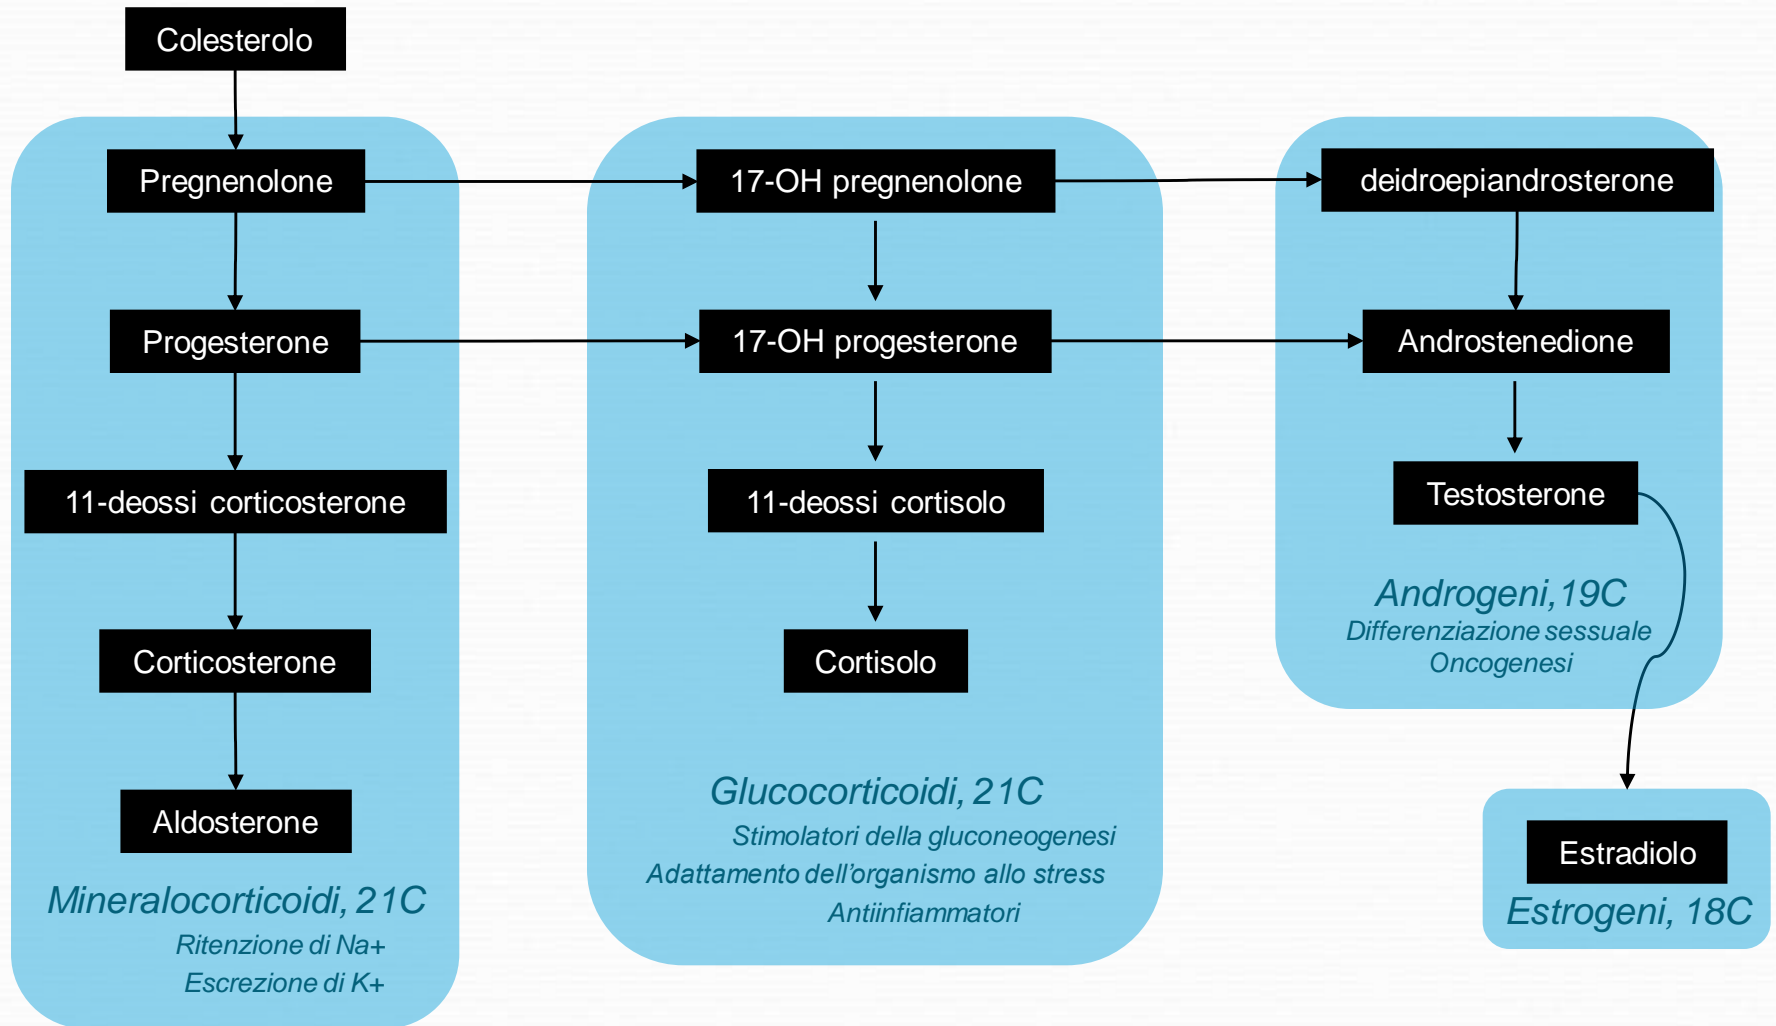 Colesterolo
Pregnenolone
17-OH pregnenolone
deidroepiandrosterone
Progesterone
17-OH progesterone
Androstenedione
11-deossi corticosterone
11-deossi cortisolo
Testosterone
Androgeni,19C
Differenziazione sessuale
Oncogenesi
Corticosterone
Cortisolo
Aldosterone
Glucocorticoidi, 21C
Stimolatori della gluconeogenesi
Adattamento dell'organismo allo stress
Antiinfiammatori
Estradiolo
Estrogeni, 18C
Mineralocorticoidi, 21C
Ritenzione di Na+
Escrezione di K+